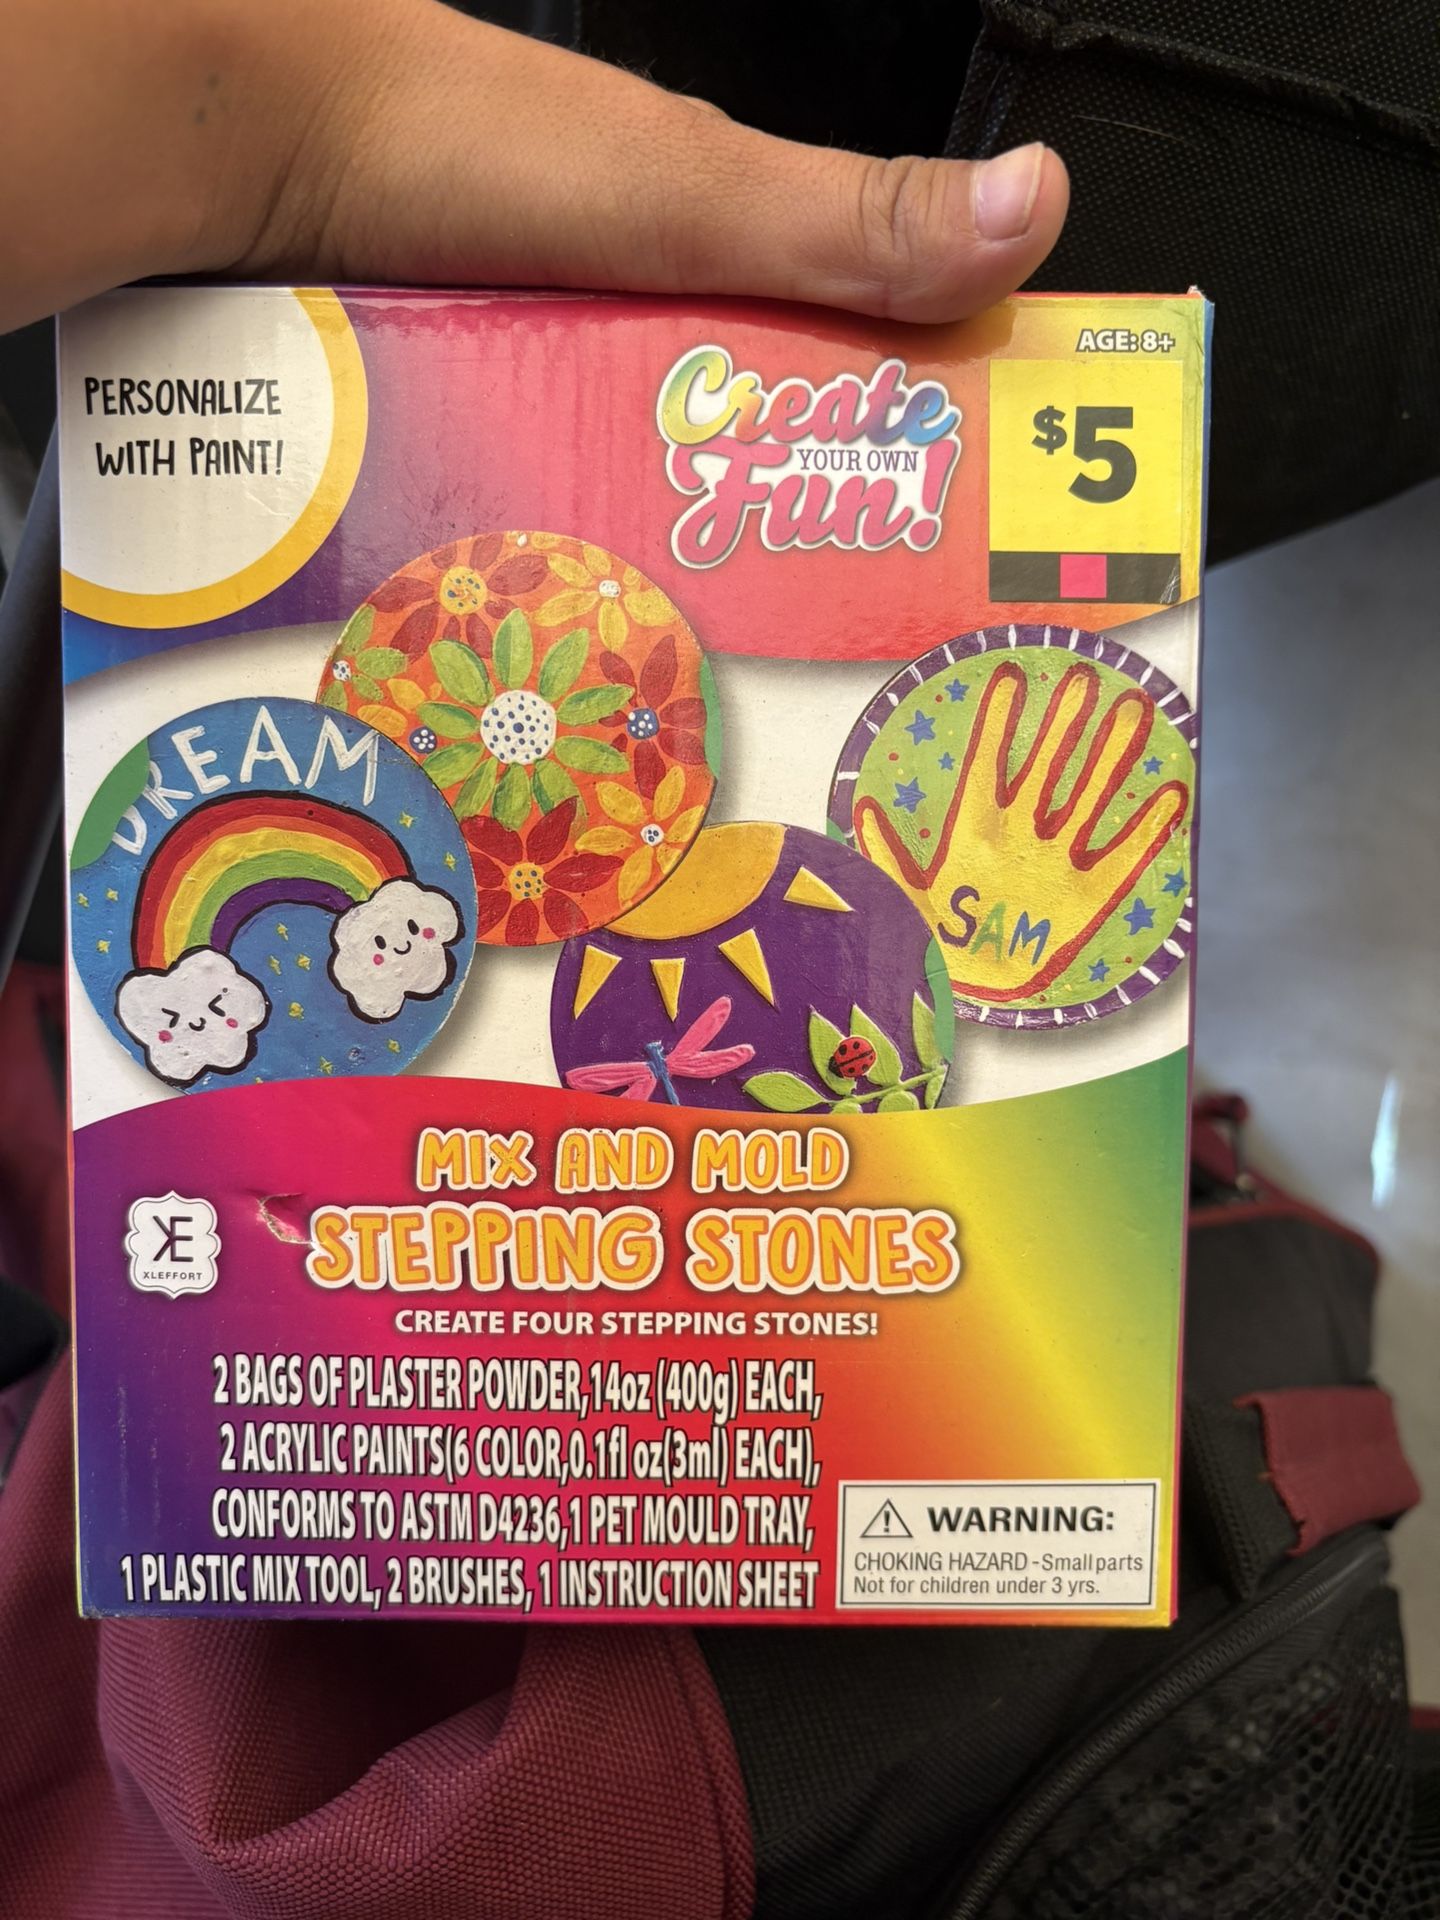 AGE: 8+
PERSONALIZE
WITH PAINT!
Create
YOUR OWN
Fun!
$5
DREAM
SAM
MIX AND MOLD
STEPPING STONES
XE
XLEFFORT
CREATE FOUR STEPPING STONES!
2 BAGS OF PLASTER POWDER,14oz (400g) EACH,
2 ACRYLIC PAINTS(6 COLOR,0.1fl oz(3ml) EACH),
CONFORMS TO ASTM D4236,1 PET MOULD TRAY,
1 PLASTIC MIX TOOL, 2 BRUSHES, 1 INSTRUCTION SHEET
WARNING:
CHOKING HAZARD -Small parts
Not for children under 3 yrs.